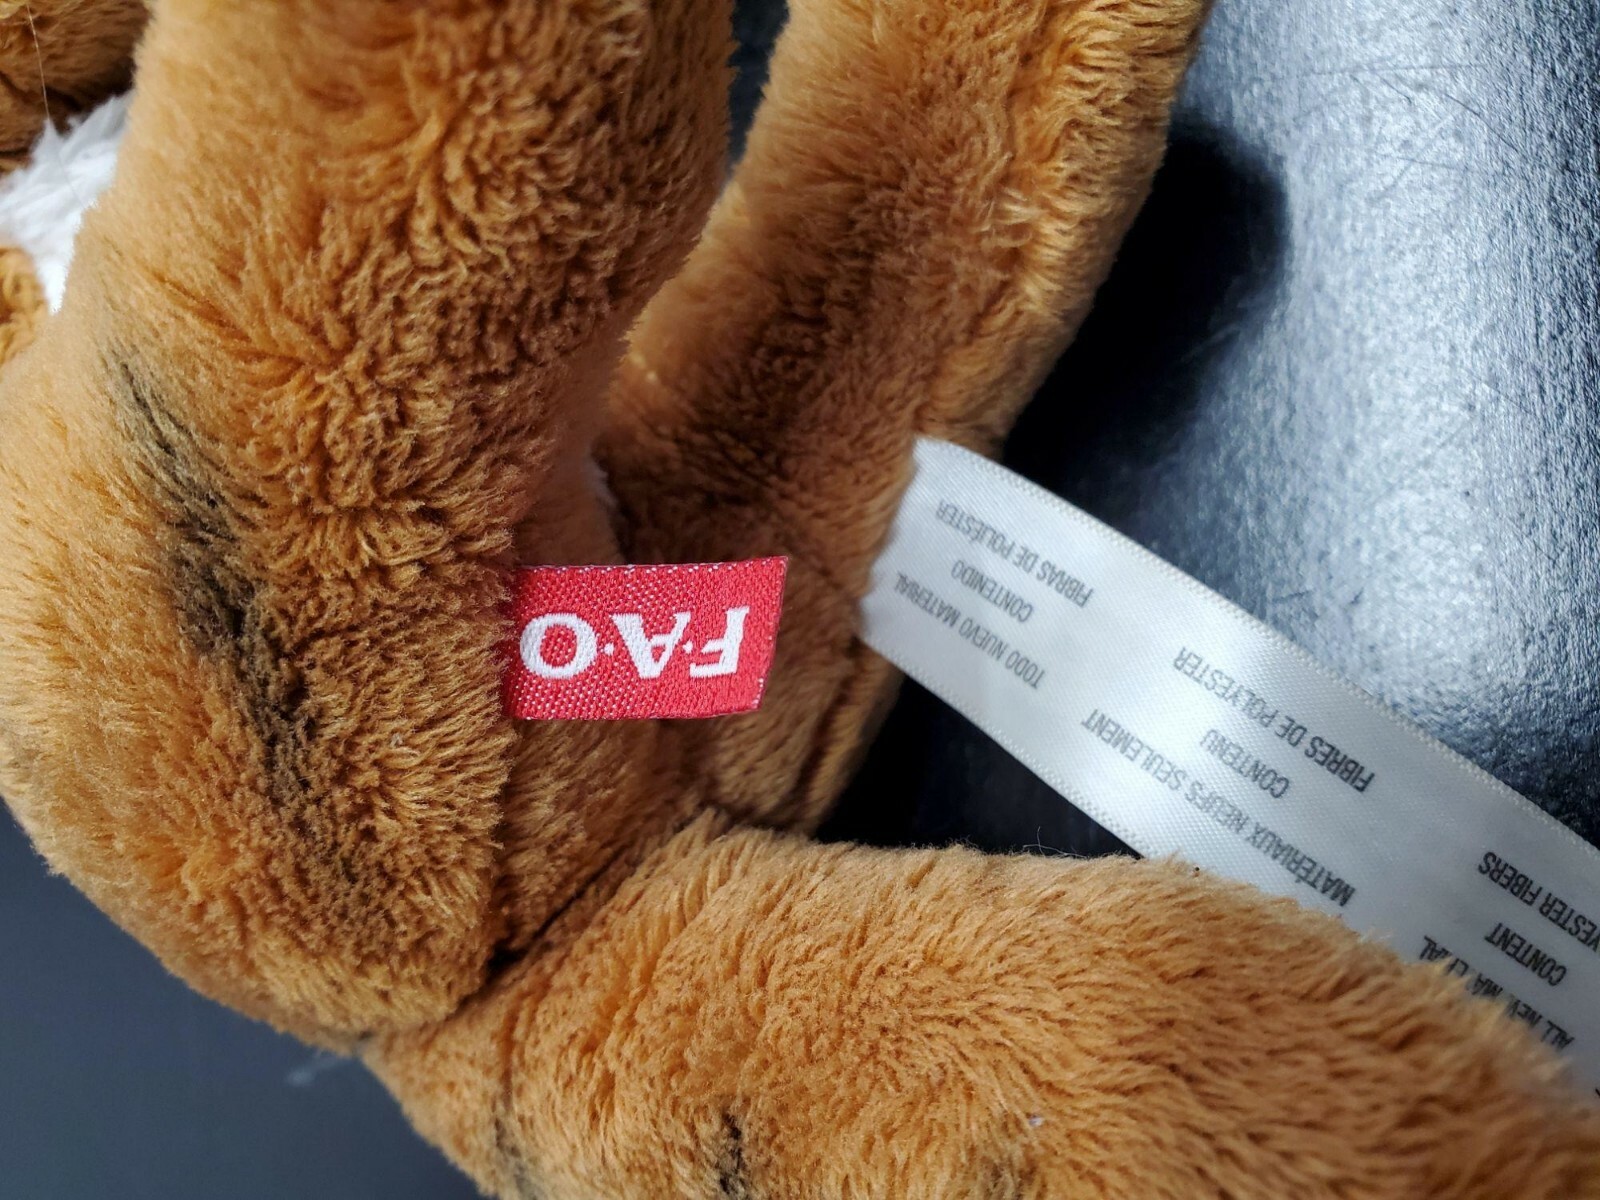 F·A·O
ALL NEW MATERIAL
CONTENT
YESTER FIBERS
MATÉRIAUX NEUFS SEULEMENT
CONTENU
FIBRES DE POLYESTER
TODO NUEVO MATERIAL
CONTENIDO
FIBRAS DE POLIÉSTER